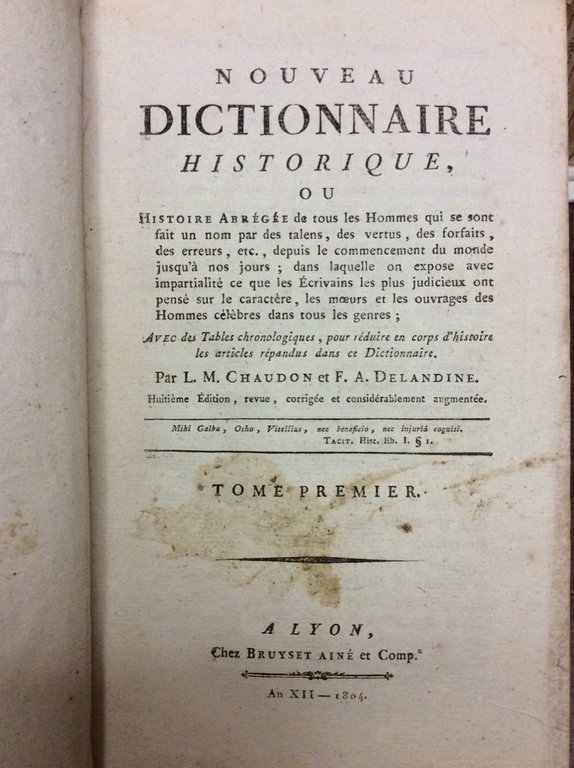 NOUVEAU
DICTIONNAIRE
HISTORIQUE,
OU
HISTOIRE ABRÉGÉE de tous les Hommes qui se sont
fait un nom par des talens, des vertus, des forfaits,
des erreurs, etc., depuis le commencement du monde
jusqu'à nos jours ; dans laquelle on expose avec
impartialité ce que les Écrivains les plus judicieux ont
pensé sur le caractère, les mœurs et les ouvrages des
Hommes célèbres dans tous les genres ;
AVEC des Tables chronologiques, pour réduire en corps d'histoire
les articles répandus dans ce Dictionnaire.
Par L. M. CHAUDON et F. A. DELANDINE.
Huitième Édition, revue, corrigée et considérablement augmentée.
Mihi Galba, Otho, Vitellius, nec beneficio, nec injuriâ cogniti.
TACIT. Hist. lib. I. § 1.
TOME PREMIER.
A LYON,
Chez BRUYSET AINÉ et Comp.e
An XII — 1804.